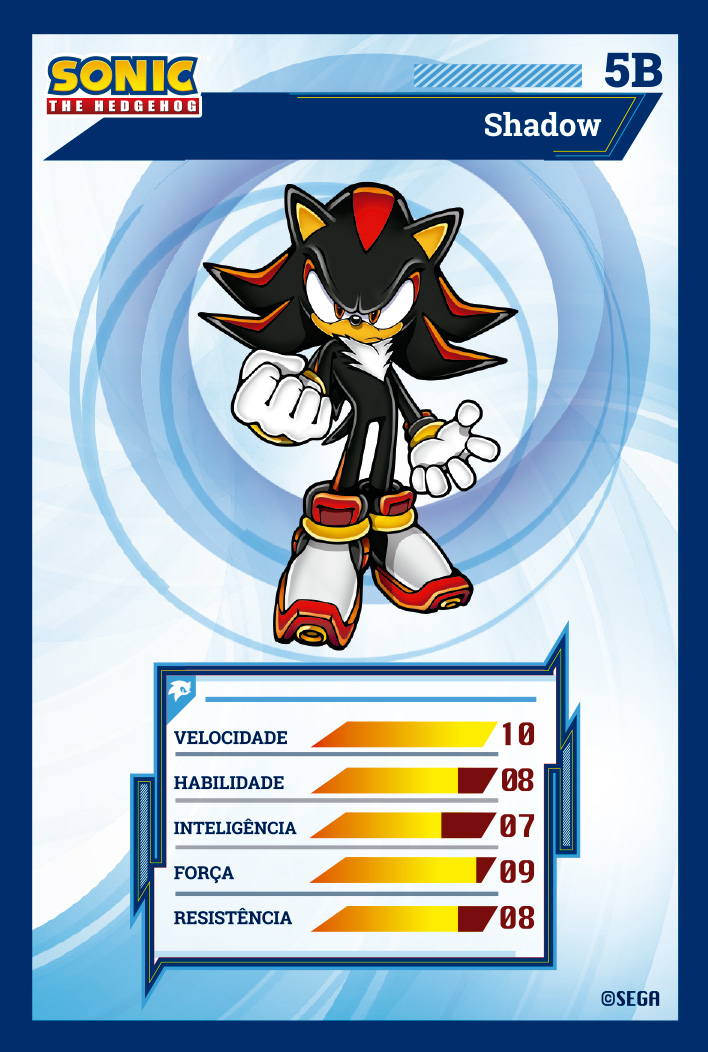 SONIC
THE HEDGEHOG
5B
Shadow
VELOCIDADE 10
HABILIDADE 08
INTELIGÊNCIA 07
FORÇA 09
RESISTÊNCIA 08
©SEGA